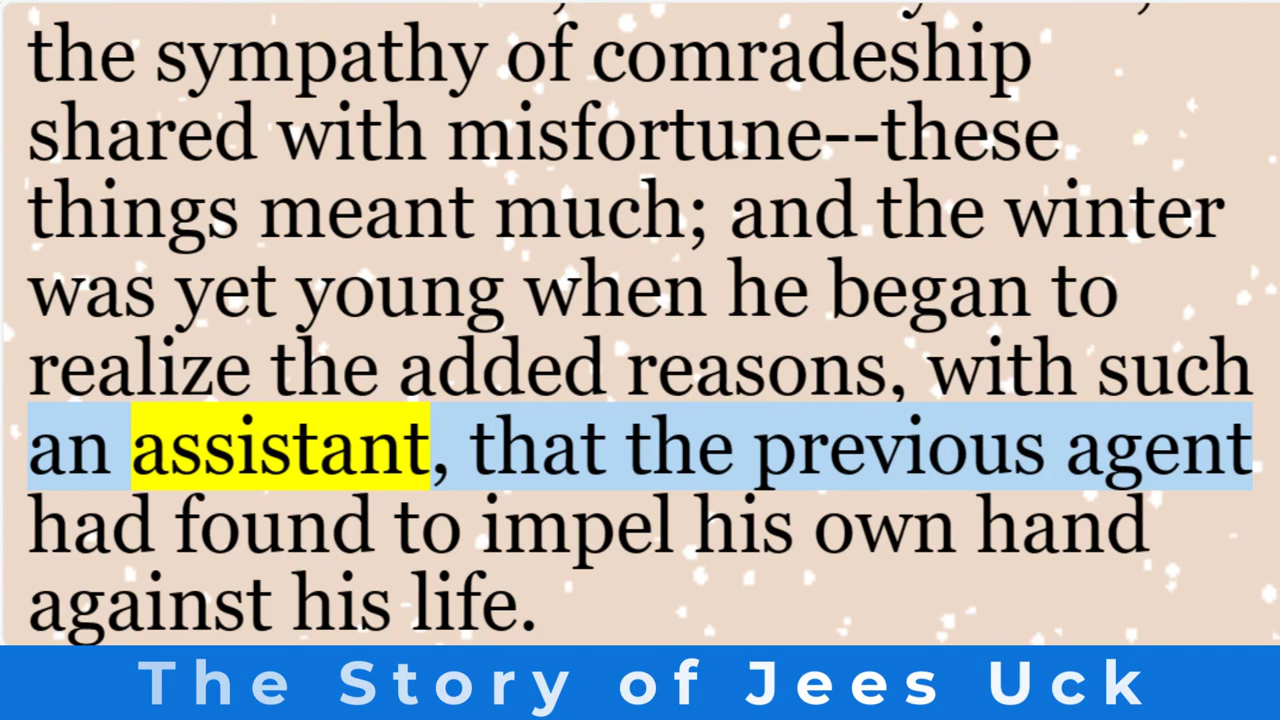 the sympathy of comradeship
shared with misfortune--these
things meant much; and the winter
was yet young when he began to
realize the added reasons, with such
an assistant, that the previous agent
had found to impel his own hand
against his life.
The Story of Jees Uck